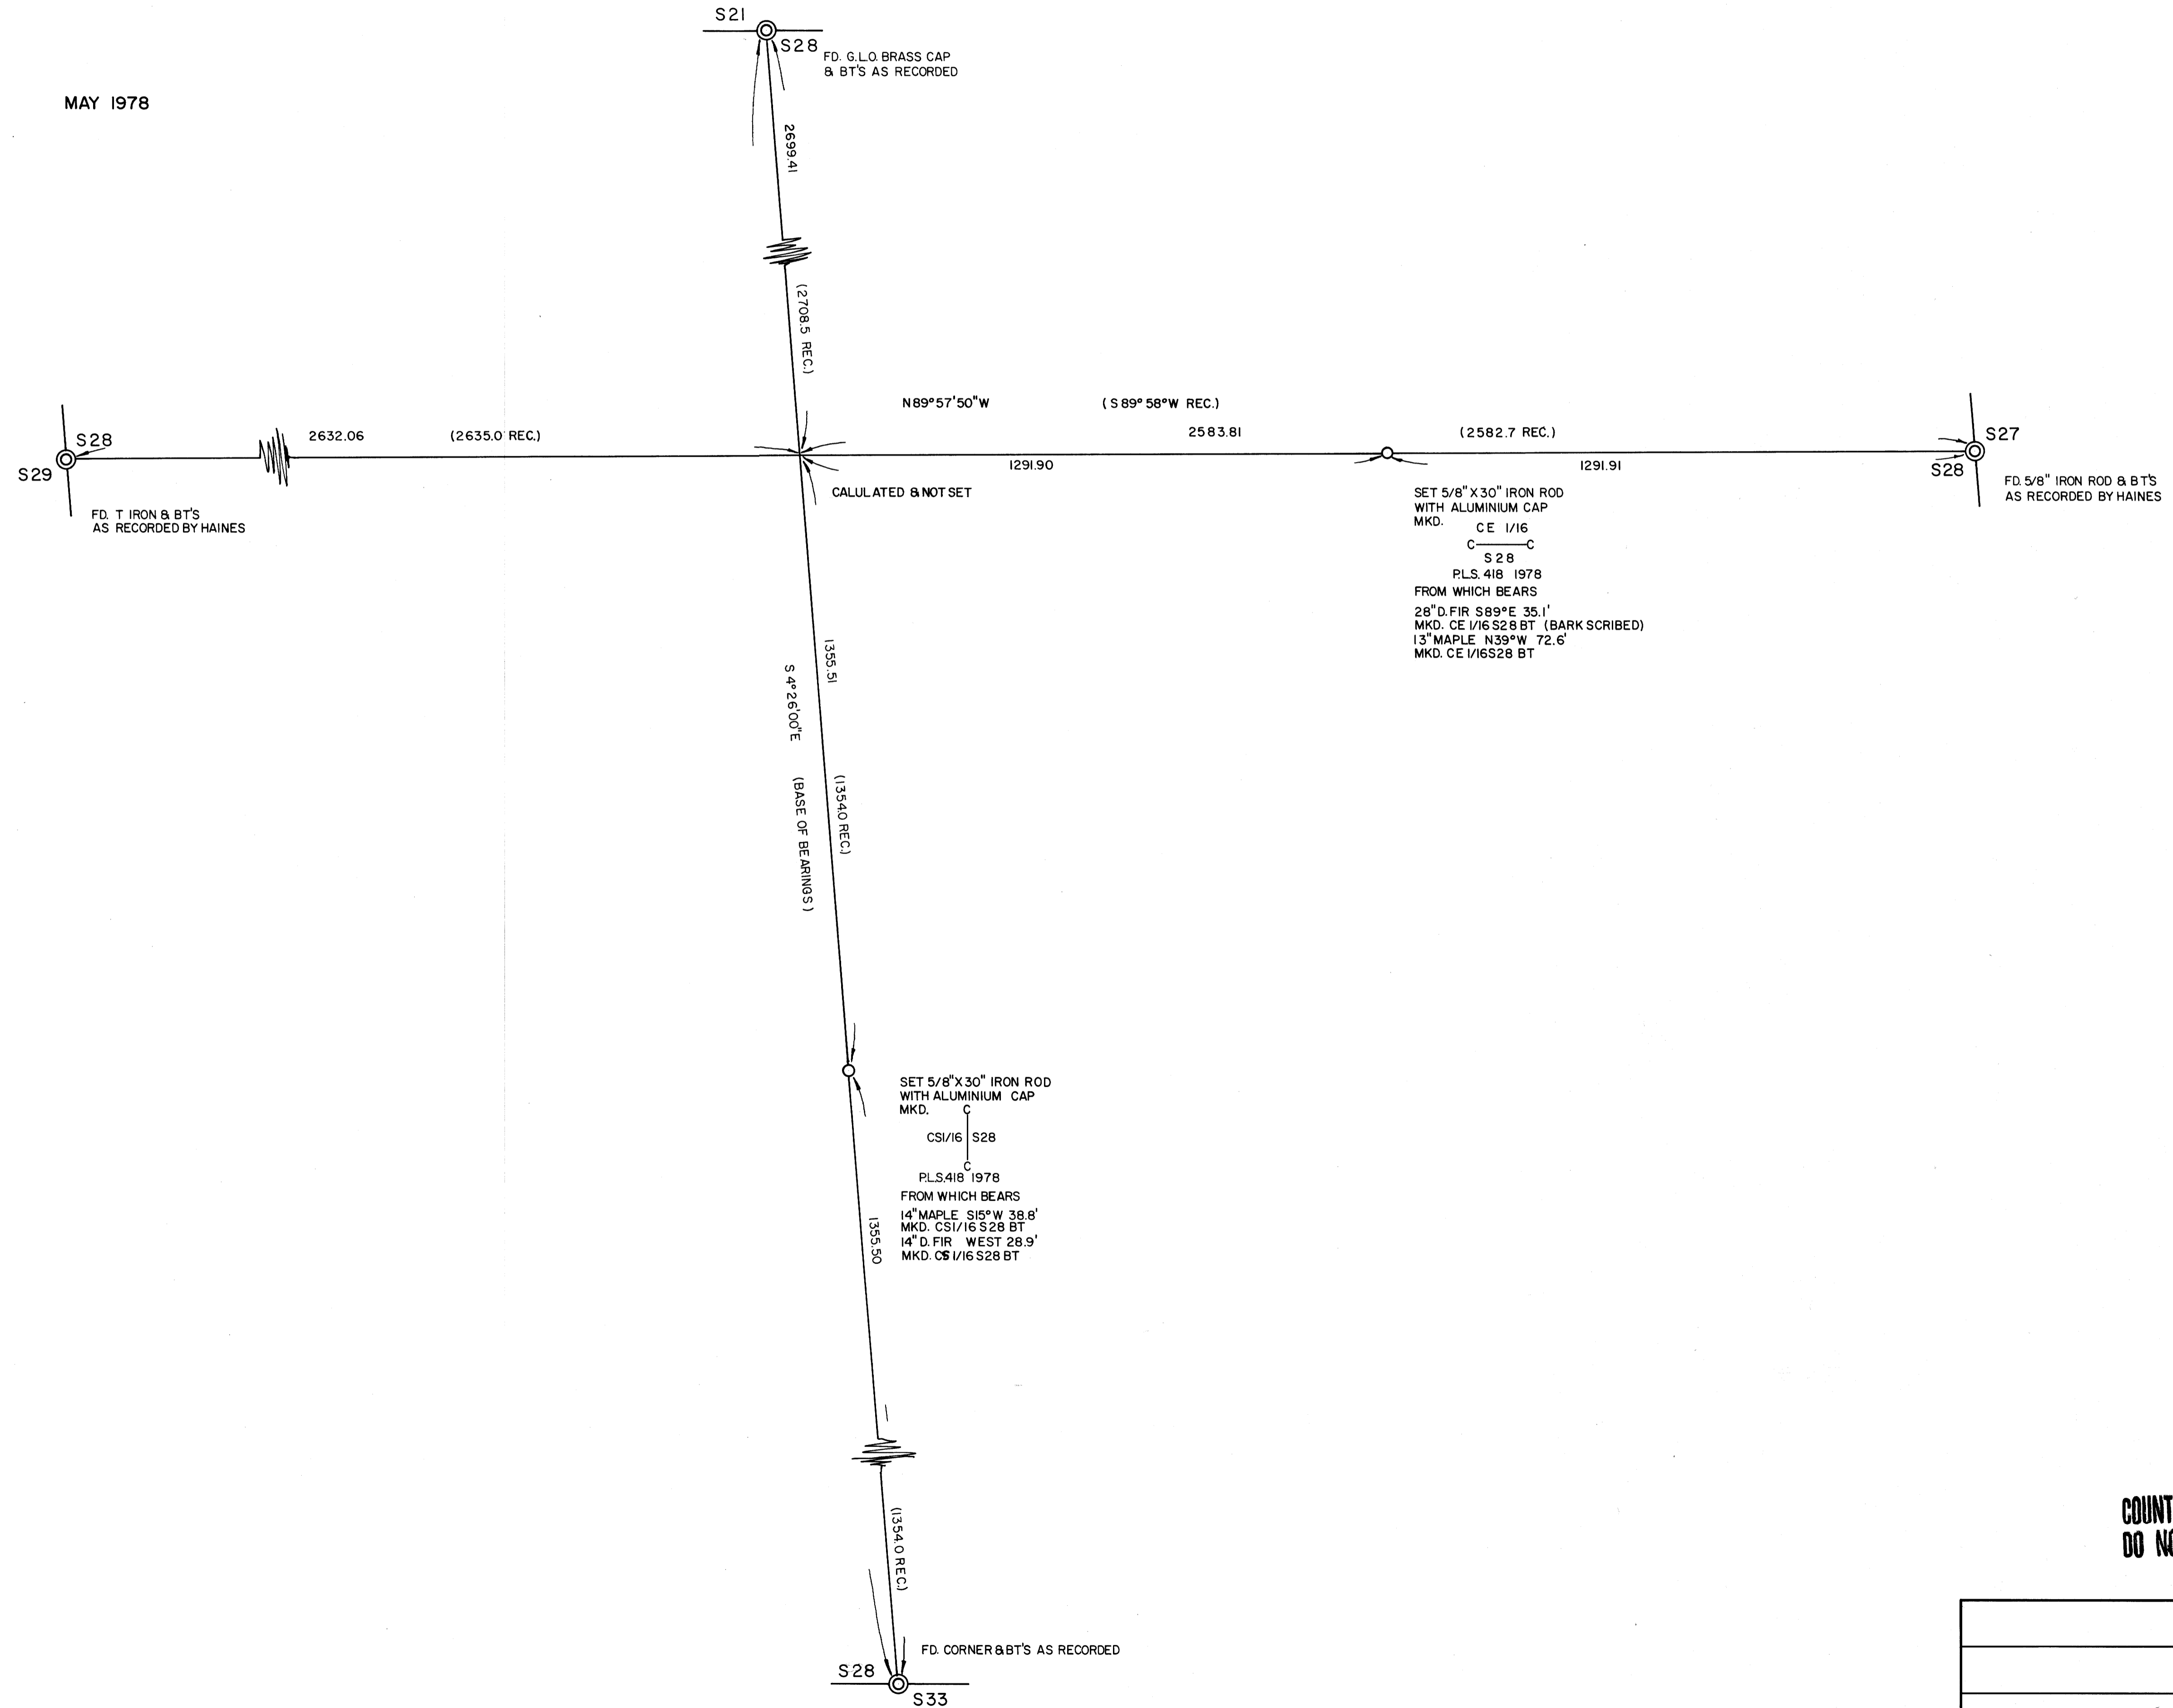 S21
S28
FD. G.L.O. BRASS CAP
& BT'S AS RECORDED
MAY 1978
2699.41
(2708.5 REC.)
N89°57'50"W
(S89°58°W REC.)
S28
S29
2632.06
(2635.0 REC.)
2583.81
(2582.7 REC.)
1291.90
1291.91
S27
S28
FD. T IRON & BT'S
AS RECORDED BY HAINES
CALULATED & NOT SET
FD. 5/8" IRON ROD & BT'S
AS RECORDED BY HAINES
SET 5/8"X30" IRON ROD
WITH ALUMINIUM CAP
MKD.
CE 1/16
C C
S28
P.L.S. 418 1978
FROM WHICH BEARS
28"D.FIR S89°E 35.1'
MKD. CE 1/16 S28 BT (BARK SCRIBED)
13"MAPLE N39°W 72.6'
MKD. CE 1/16S28 BT
1355.51
S 4°26'00"E
(BASE OF BEARINGS)
(1354.0 REC.)
SET 5/8"X30" IRON ROD
WITH ALUMINIUM CAP
MKD.
C
CS1/16 S28
C
P.L.S.418 1978
FROM WHICH BEARS
14"MAPLE S15°W 38.8'
MKD. CS1/16 S28 BT
14"D.FIR WEST 28.9'
MKD. CS 1/16 S28 BT
1355.50
(1354.0 REC.)
FD. CORNER & BT'S AS RECORDED
S28
S33
COUNT
DO NO